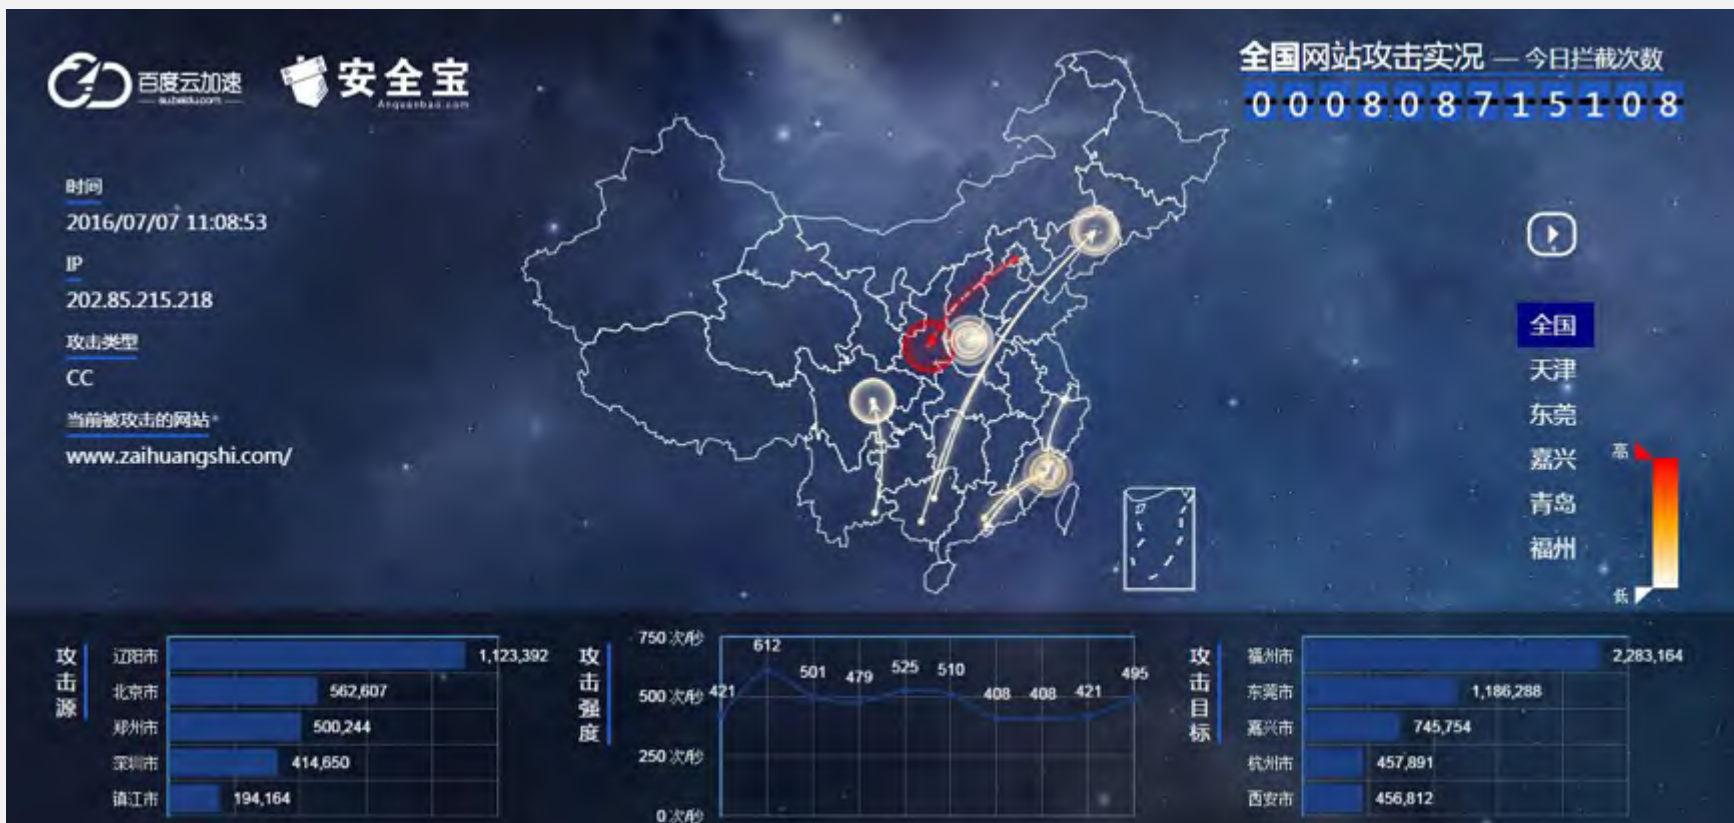 百度云加速
su.baidu.com
安全宝
Anquanbao.com
全国网站攻击实况 — 今日拦截次数
000808715108
时间
2016/07/07 11:08:53
IP
202.85.215.218
攻击类型
CC
当前被攻击的网站
www.zaihuangshi.com/
全国
天津
东莞
嘉兴
青岛
福州
高
低
攻击源
辽阳市 1,123,392
北京市 562,607
郑州市 500,244
深圳市 414,650
镇江市 194,164
攻击强度
750 次/秒
500 次/秒
250 次/秒
0 次/秒
421 612 501 479 525 510 408 408 421 495
攻击目标
福州市 2,283,164
东莞市 1,186,288
嘉兴市 745,754
杭州市 457,891
西安市 456,812